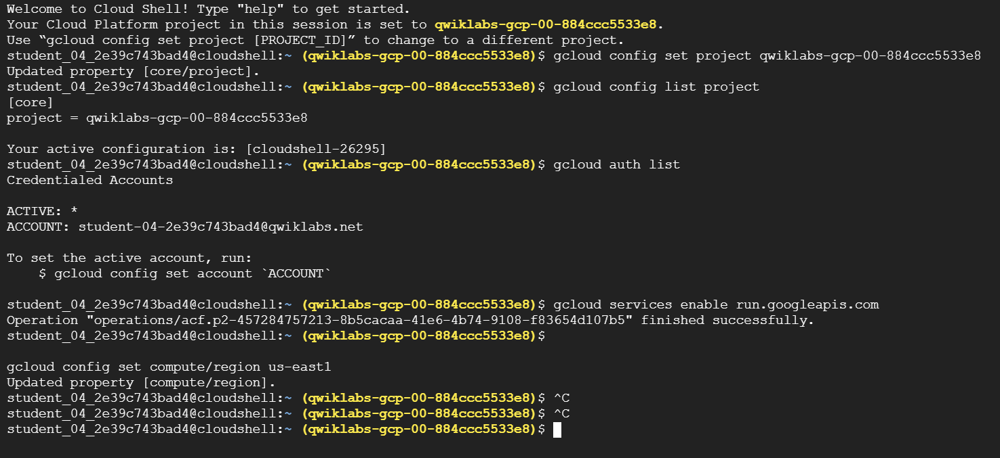 Welcome to Cloud Shell! Type "help" to get started.
Your Cloud Platform project in this session is set to qwiklabs-gcp-00-884ccc5533e8.
Use “gcloud config set project [PROJECT_ID]” to change to a different project.
student_04_2e39c743bad4@cloudshell:~ (qwiklabs-gcp-00-884ccc5533e8)$ gcloud config set project qwiklabs-gcp-00-884ccc5533e8
Updated property [core/project].
student_04_2e39c743bad4@cloudshell:~ (qwiklabs-gcp-00-884ccc5533e8)$ gcloud config list project
[core]
project = qwiklabs-gcp-00-884ccc5533e8

Your active configuration is: [cloudshell-26295]
student_04_2e39c743bad4@cloudshell:~ (qwiklabs-gcp-00-884ccc5533e8)$ gcloud auth list
Credentialed Accounts

ACTIVE: *
ACCOUNT: student-04-2e39c743bad4@qwiklabs.net

To set the active account, run:
    $ gcloud config set account `ACCOUNT`

student_04_2e39c743bad4@cloudshell:~ (qwiklabs-gcp-00-884ccc5533e8)$ gcloud services enable run.googleapis.com
Operation "operations/acf.p2-457284757213-8b5cacaa-41e6-4b74-9108-f83654d107b5" finished successfully.
student_04_2e39c743bad4@cloudshell:~ (qwiklabs-gcp-00-884ccc5533e8)$

gcloud config set compute/region us-east1
Updated property [compute/region].
student_04_2e39c743bad4@cloudshell:~ (qwiklabs-gcp-00-884ccc5533e8)$ ^C
student_04_2e39c743bad4@cloudshell:~ (qwiklabs-gcp-00-884ccc5533e8)$ ^C
student_04_2e39c743bad4@cloudshell:~ (qwiklabs-gcp-00-884ccc5533e8)$